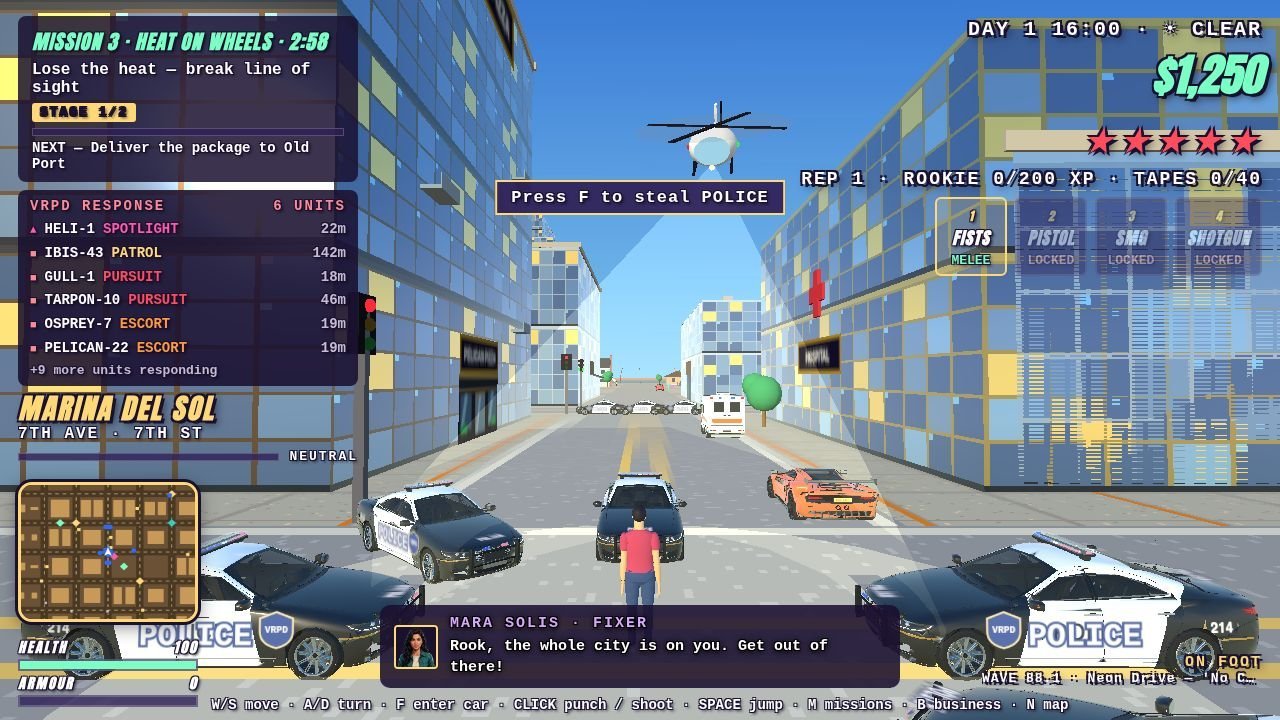 MISSION 3 · HEAT ON WHEELS · 2:58
Lose the heat — break line of
sight
STAGE 1/2
NEXT — Deliver the package to Old
Port
VRPD RESPONSE 6 UNITS
HELI-1 SPOTLIGHT 22m
IBIS-43 PATROL 142m
GULL-1 PURSUIT 18m
TARPON-10 PURSUIT 46m
OSPREY-7 ESCORT 19m
PELICAN-22 ESCORT 19m
+9 more units responding
MARINA DEL SOL
7TH AVE · 7TH ST
NEUTRAL
DAY 1 16:00 · ☀ CLEAR
$1,250
★★★★★
REP 1 · ROOKIE 0/200 XP · TAPES 0/40
1 2 3 4
FISTS PISTOL SMG SHOTGUN
MELEE LOCKED LOCKED LOCKED
Press F to steal POLICE
HOSPITAL
POLICE
214
POLICE VRPD
VRPD POLICE 214
HEALTH 100
ARMOUR 0
MARA SOLIS · FIXER
Rook, the whole city is on you. Get out of
there!
ON FOOT
WAVE 88.1 :: Neon Drive — No C…
W/S move · A/D turn · F enter car · CLICK punch / shoot · SPACE jump · M missions · B business · N map